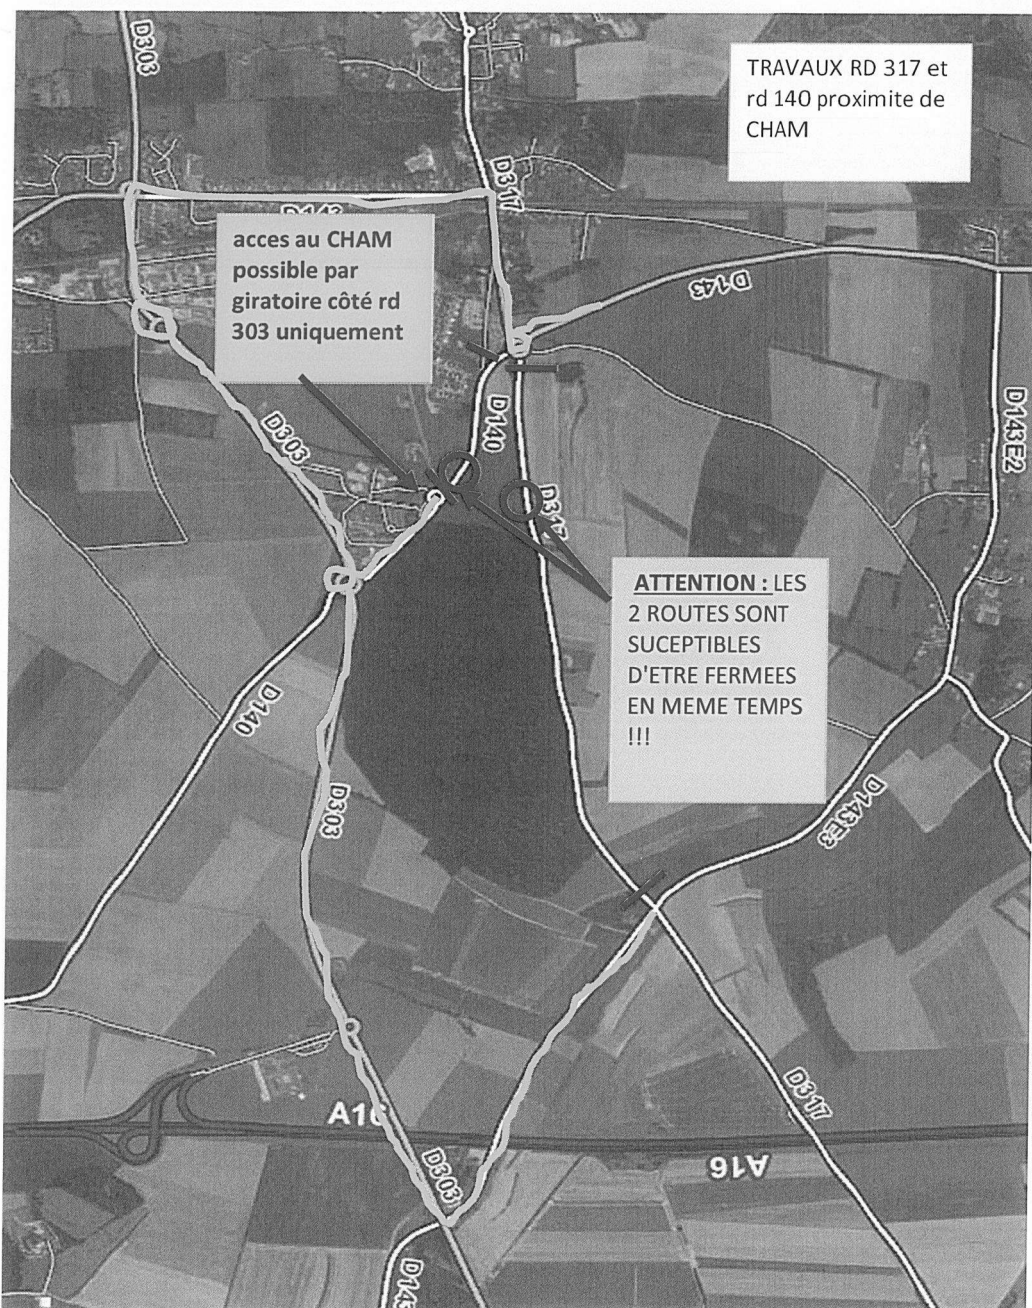 D303
TRAVAUX RD 317 et
rd 140 proximite de
CHAM
D317
acces au CHAM
possible par
giratoire côté rd
303 uniquement
D143
D303
D140
D143E2
D317
ATTENTION : LES
2 ROUTES SONT
SUCEPTIBLES
D'ETRE FERMEES
EN MEME TEMPS
!!!
D140
D303
D143E3
D317
A16
A16
D303